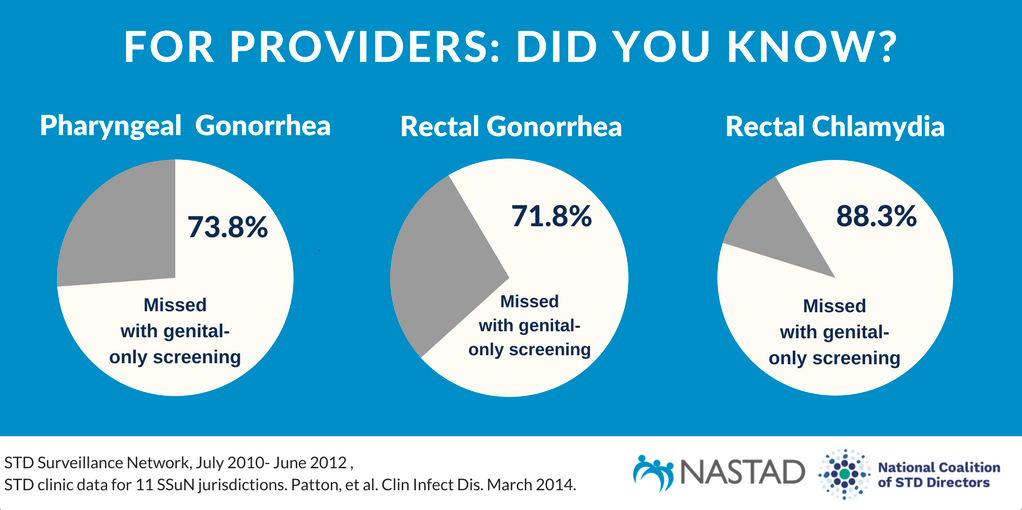 FOR PROVIDERS: DID YOU KNOW?
Pharyngeal Gonorrhea
73.8%
Missed
with genital-
only screening
Rectal Gonorrhea
71.8%
Missed
with genital-
only screening
Rectal Chlamydia
88.3%
Missed
with genital-
only screening
STD Surveillance Network, July 2010- June 2012 ,
STD clinic data for 11 SSuN jurisdictions. Patton, et al. Clin Infect Dis. March 2014.
NASTAD
National Coalition
of STD Directors